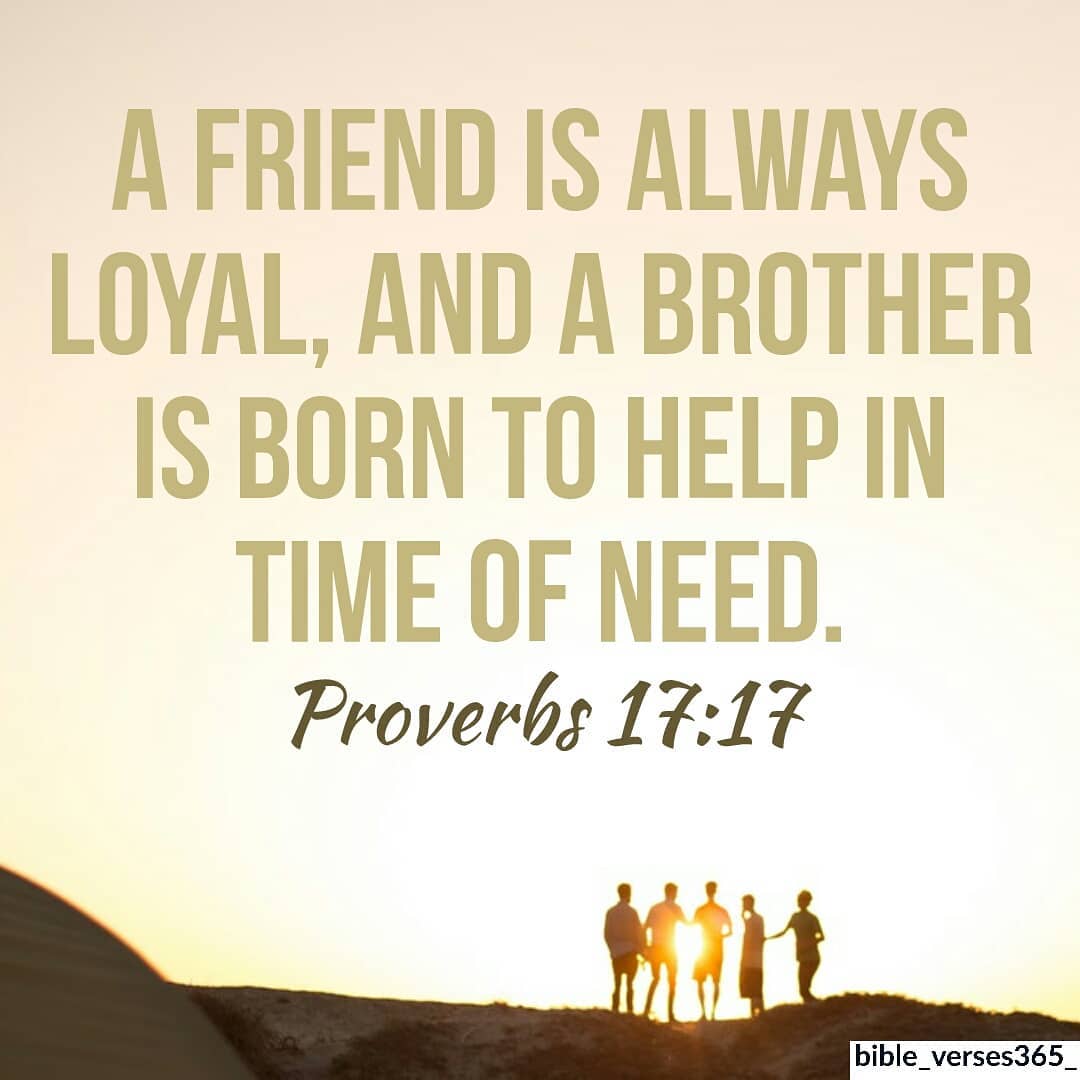 A FRIEND IS ALWAYS
LOYAL, AND A BROTHER
IS BORN TO HELP IN
TIME OF NEED.
Proverbs 17:17
bible_verses365_